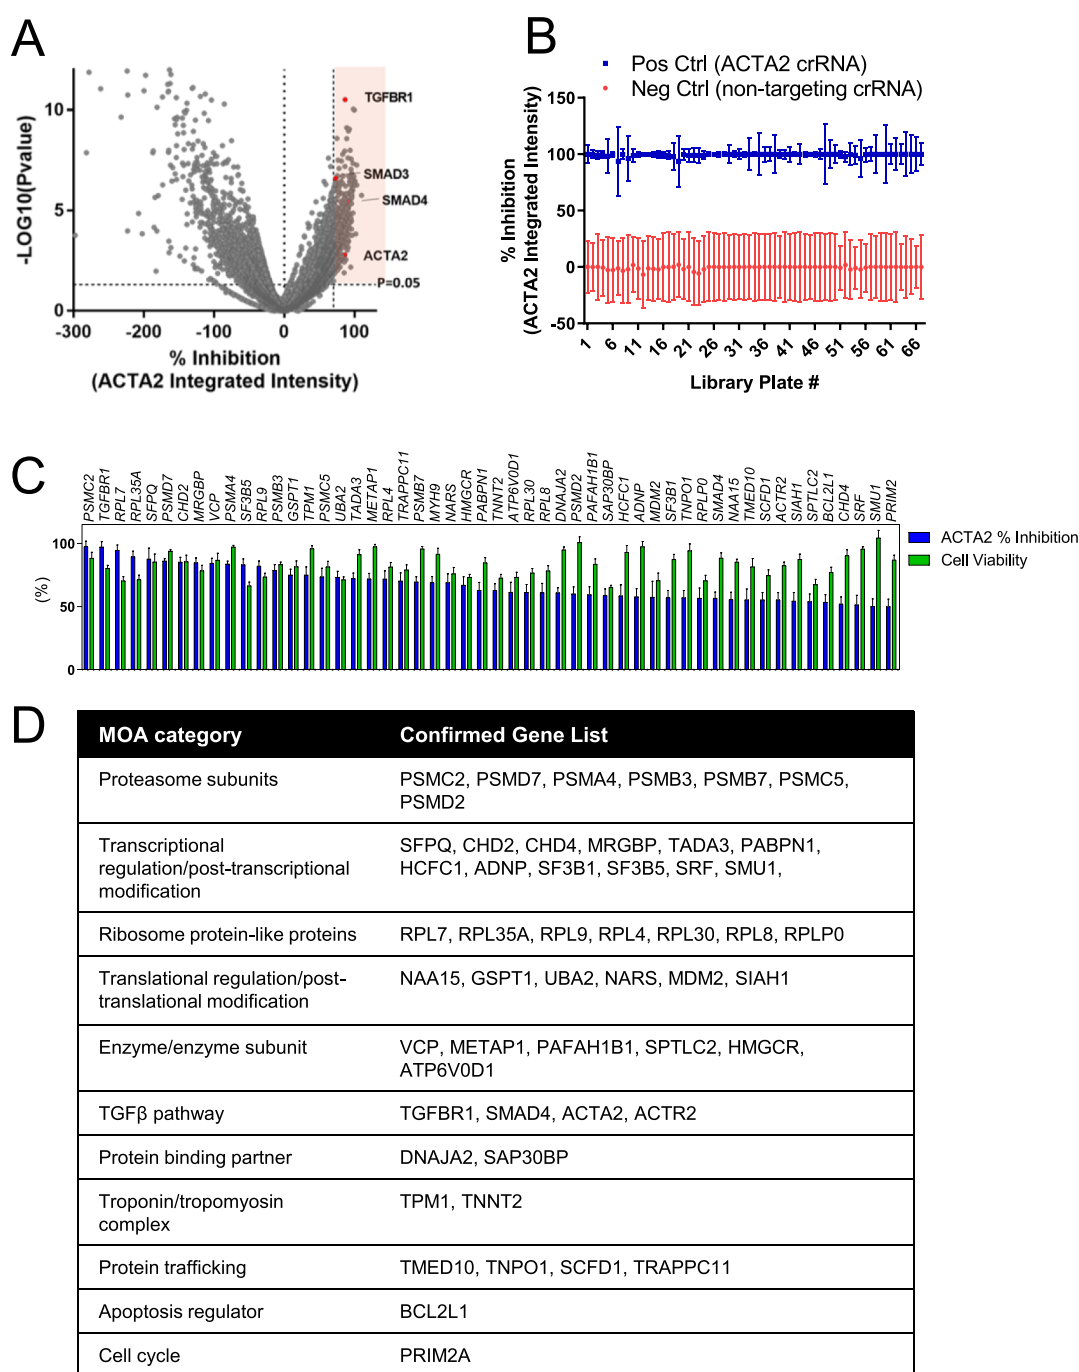 A
TGFBR1
SMAD3
SMAD4
ACTA2
P=0.05
10
5
0
-300
-200
-100
0
100
-LOG10(Pvalue)
% Inhibition
(ACTA2 Integrated Intensity)
B
Pos Ctrl (ACTA2 crRNA)
Neg Ctrl (non-targeting crRNA)
% Inhibition
(ACTA2 Integrated Intensity)
150
100
50
0
-50
1
6
11
16
21
26
31
36
41
46
51
56
61
66
Library Plate #
C
PSMC2
TGFBR1
RPL7
RPL35A
SFPQ
PSMD7
CHD2
MRGBP
VCP
PSMA4
SF3B5
RPL9
PSMB3
GSPT1
TPM1
PSMC5
UBA2
TADA3
METAP1
RPL4
TRAPPC11
PSMB7
MYH9
NARS
HMGCR
PABPN1
TNNT2
ATP6V0D1
RPL30
RPL8
DNAJA2
PSMD2
PAFAH1B1
SAP30BP
HCFC1
ADNP
MDM2
SF3B1
TNPO1
RPLP0
SMAD4
NAA15
TMED10
SCFD1
ACTR2
SIAH1
SPTLC2
BCL2L1
CHD4
SRF
SMU1
PRIM2
(%)
100
50
0
ACTA2 % Inhibition
Cell Viability
D
MOA category Confirmed Gene List
Proteasome subunits PSMC2, PSMD7, PSMA4, PSMB3, PSMB7, PSMC5,
PSMD2
Transcriptional SFPQ, CHD2, CHD4, MRGBP, TADA3, PABPN1,
regulation/post-transcriptional HCFC1, ADNP, SF3B1, SF3B5, SRF, SMU1,
modification
Ribosome protein-like proteins RPL7, RPL35A, RPL9, RPL4, RPL30, RPL8, RPLP0
Translational regulation/post- NAA15, GSPT1, UBA2, NARS, MDM2, SIAH1
translational modification
Enzyme/enzyme subunit VCP, METAP1, PAFAH1B1, SPTLC2, HMGCR,
ATP6V0D1
TGFβ pathway TGFBR1, SMAD4, ACTA2, ACTR2
Protein binding partner DNAJA2, SAP30BP
Troponin/tropomyosin TPM1, TNNT2
complex
Protein trafficking TMED10, TNPO1, SCFD1, TRAPPC11
Apoptosis regulator BCL2L1
Cell cycle PRIM2A